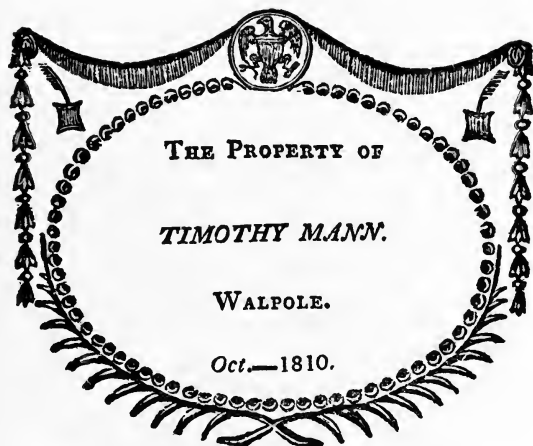 THE PROPERTY OF
TIMOTHY MANN.
WALPOLE.
Oct.—1810.